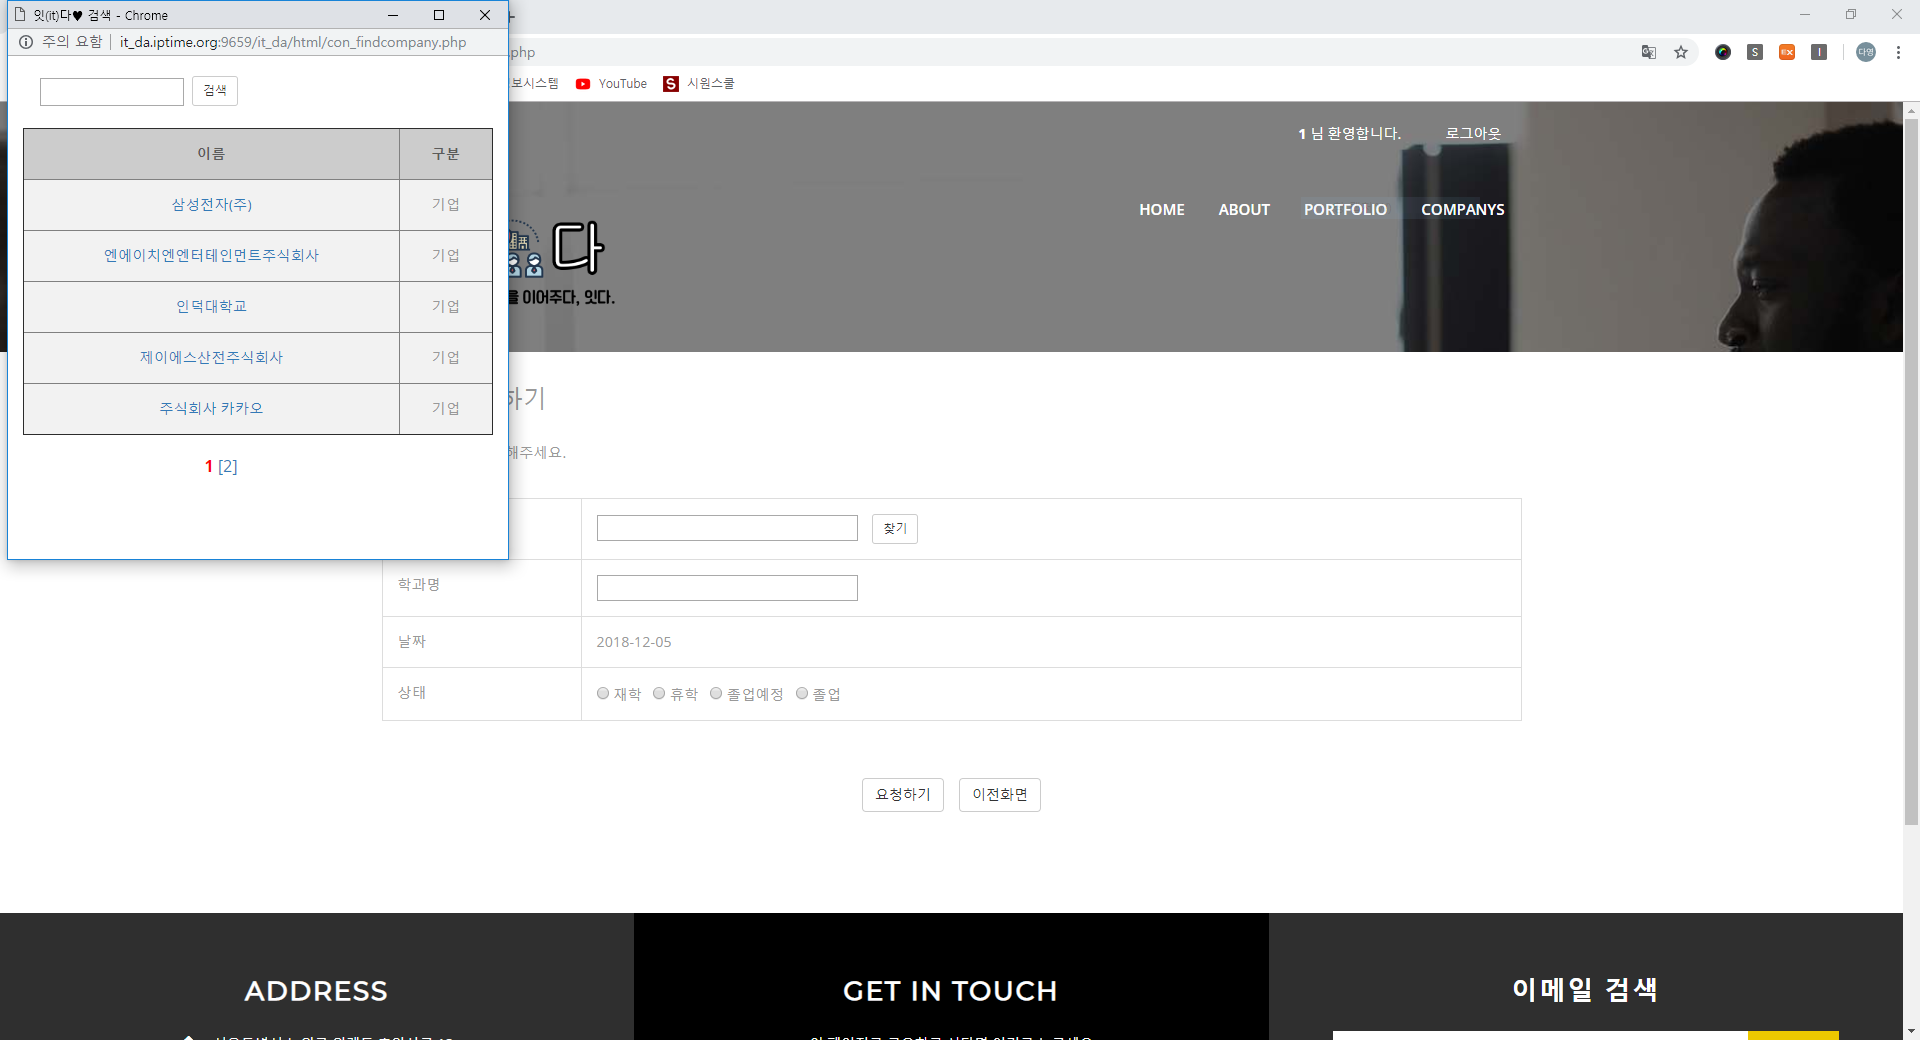 잇(it)다♥ 검색 - Chrome
주의 요함 | it_da.iptime.org:9659/it_da/html/con_findcompany.php
검색
이름 구분
삼성전자(주) 기업
엔에이치엔엔터테인먼트주식회사 기업
인덕대학교 기업
제이에스산전주식회사 기업
주식회사 카카오 기업
1 [2]
.php
다영
보시스템 YouTube S 시원스쿨
1 님 환영합니다. 로그아웃
HOME ABOUT PORTFOLIO COMPANYS
다
을 이어주다, 잇다.
하기
해주세요.
찾기
학과명
날짜 2018-12-05
상태 재학 휴학 졸업예정 졸업
요청하기 이전화면
ADDRESS GET IN TOUCH 이메일 검색